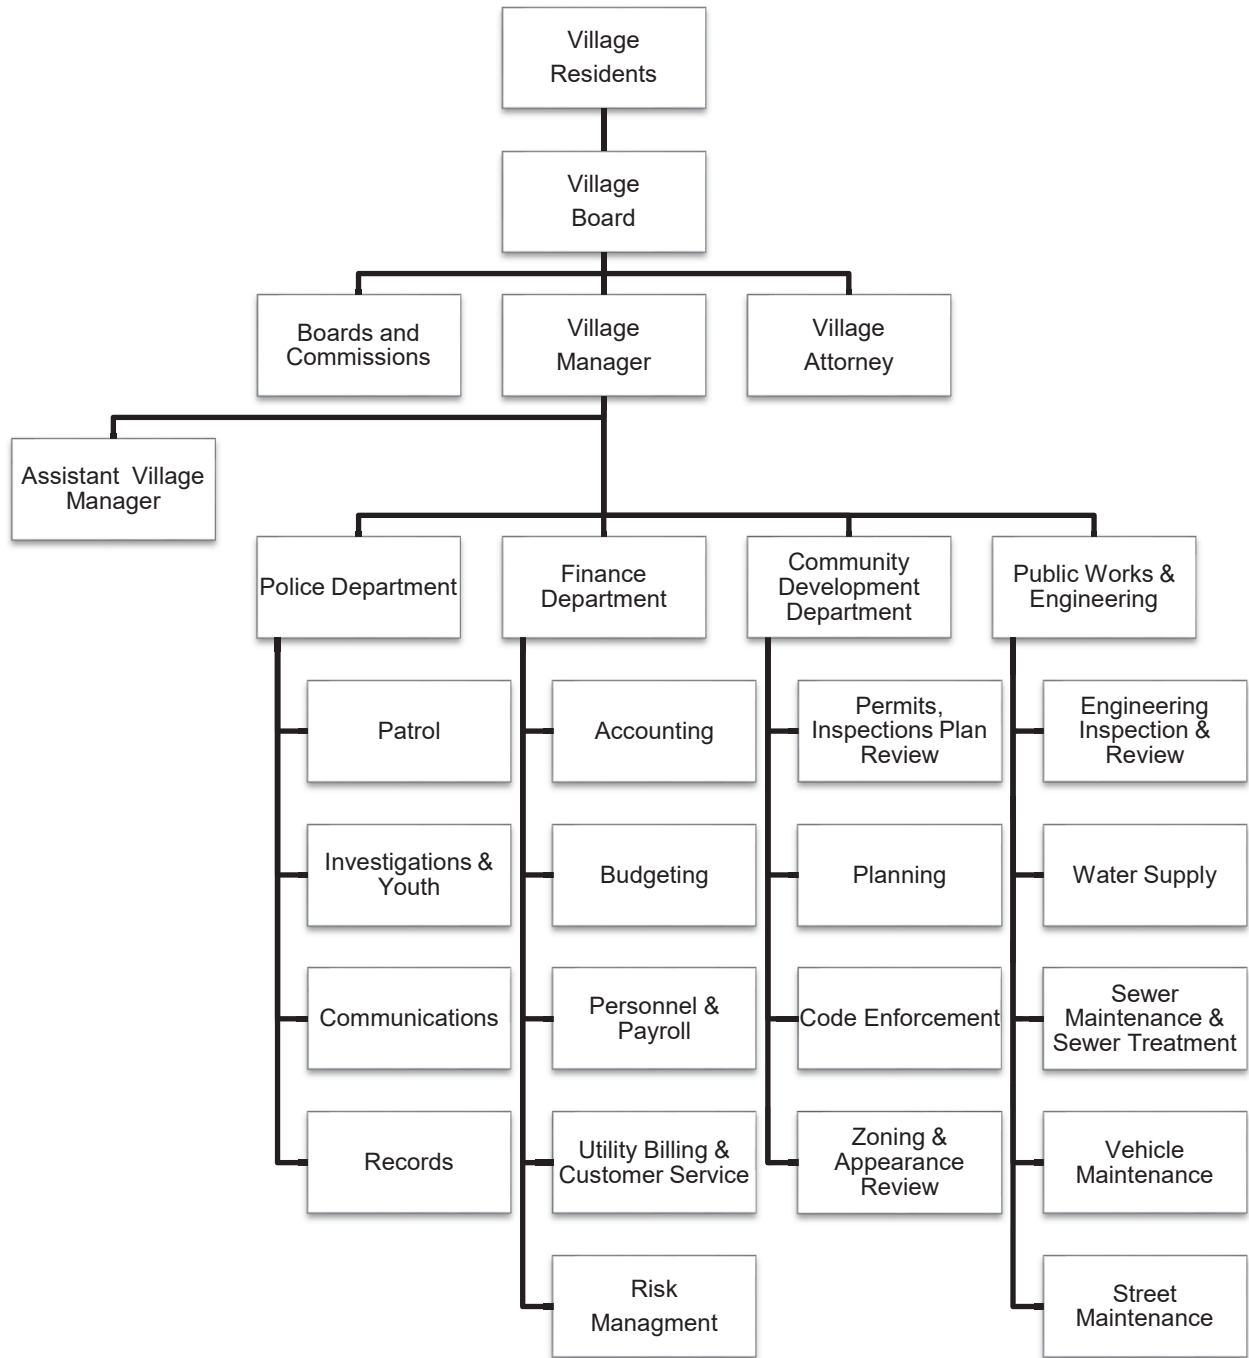 Village
Residents
Village
Board
Boards and
Commissions
Village
Manager
Village
Attorney
Assistant Village
Manager
Police Department
Finance
Department
Community
Development
Department
Public Works &
Engineering
Patrol
Accounting
Permits,
Inspections Plan
Review
Engineering
Inspection &
Review
Investigations &
Youth
Budgeting
Planning
Water Supply
Communications
Personnel &
Payroll
Code Enforcement
Sewer
Maintenance &
Sewer Treatment
Records
Utility Billing &
Customer Service
Zoning &
Appearance
Review
Vehicle
Maintenance
Risk
Managment
Street
Maintenance